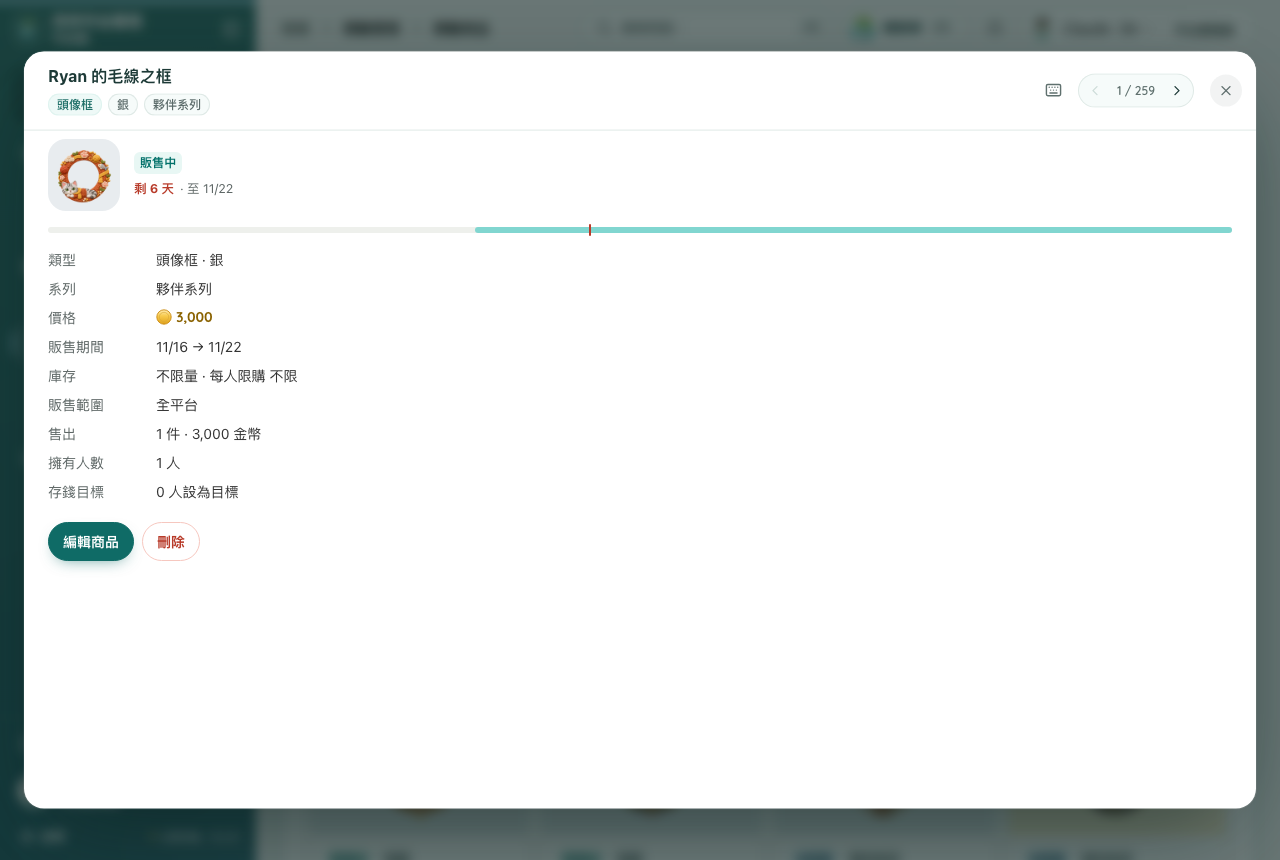 Ryan 的毛線之框
頭像框 銀 夥伴系列
1 / 259
販售中
剩 6 天 · 至 11/22
類型 頭像框 · 銀
系列 夥伴系列
價格 3,000
販售期間 11/16 → 11/22
庫存 不限量 · 每人限購 不限
販售範圍 全平台
售出 1 件 · 3,000 金幣
擁有人數 1 人
存錢目標 0 人設為目標
編輯商品 刪除